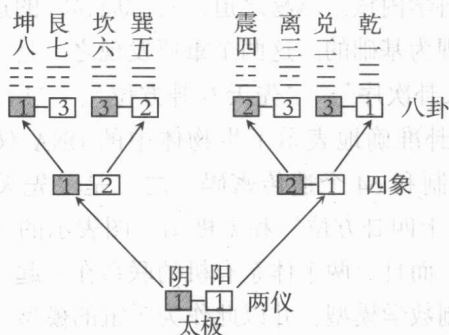 坤 艮 坎 巽 震 离 兑 乾
八 七 六 五 四 三 二 一
1 3 3 2 2 3 3 1 八卦
1 2 2 1 四象
阴 阳
1 1 两仪
太极